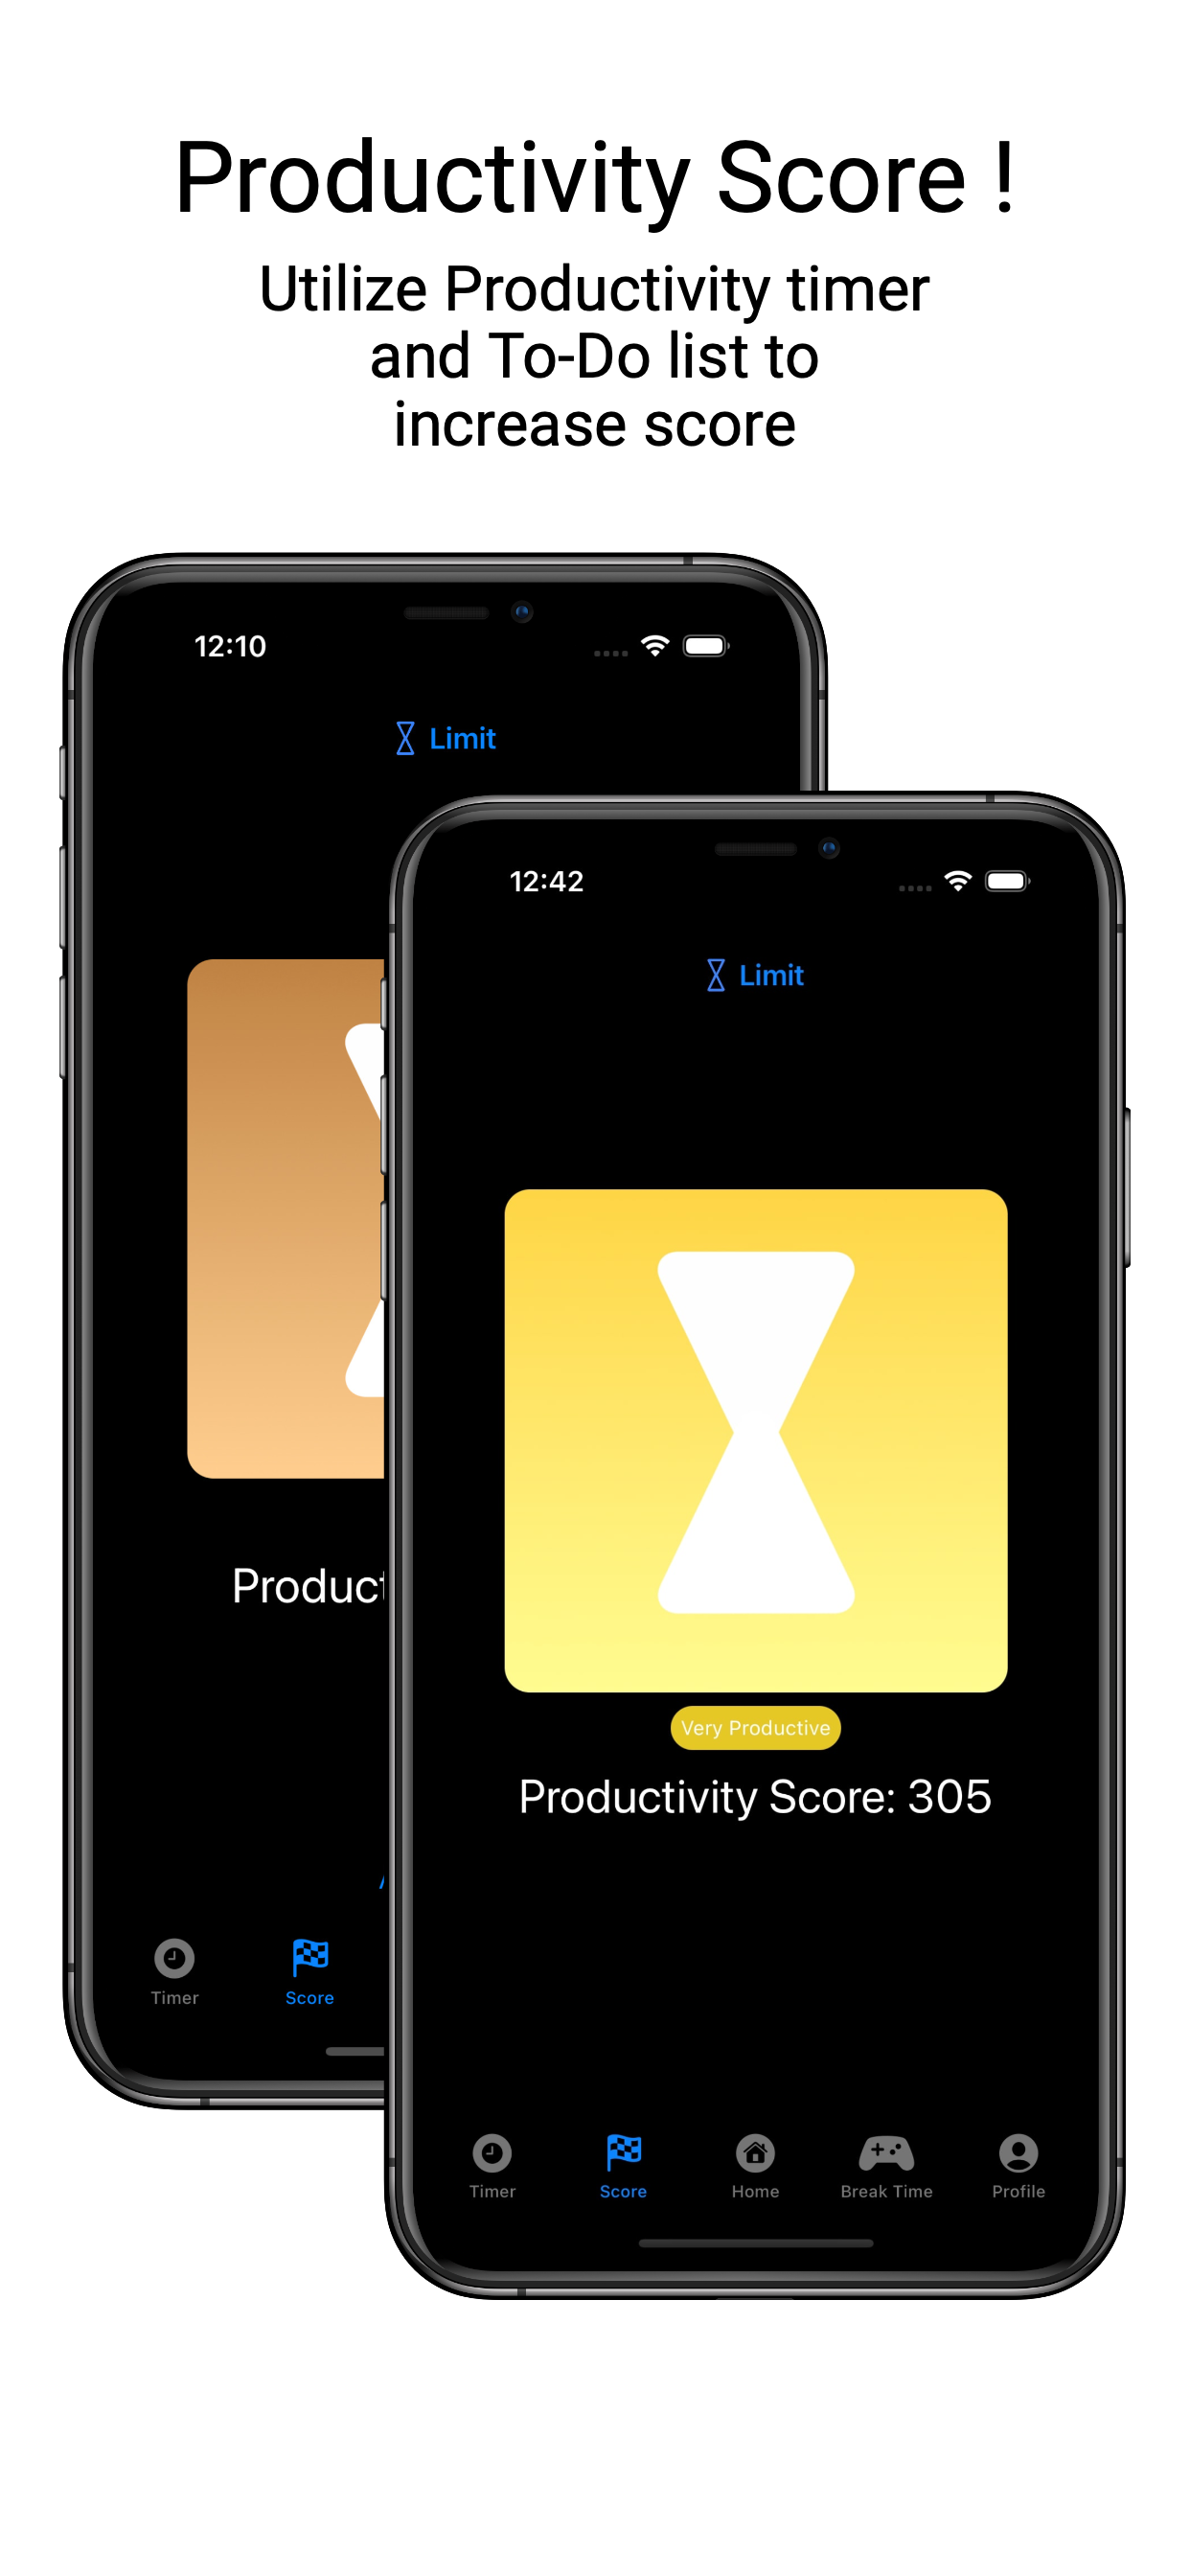 Productivity Score !
Utilize Productivity timer
and To-Do list to
increase score
12:10
Limit
Timer
Score
12:42
Limit
Very Productive
Productivity Score: 305
Timer
Score
Home
Break Time
Profile